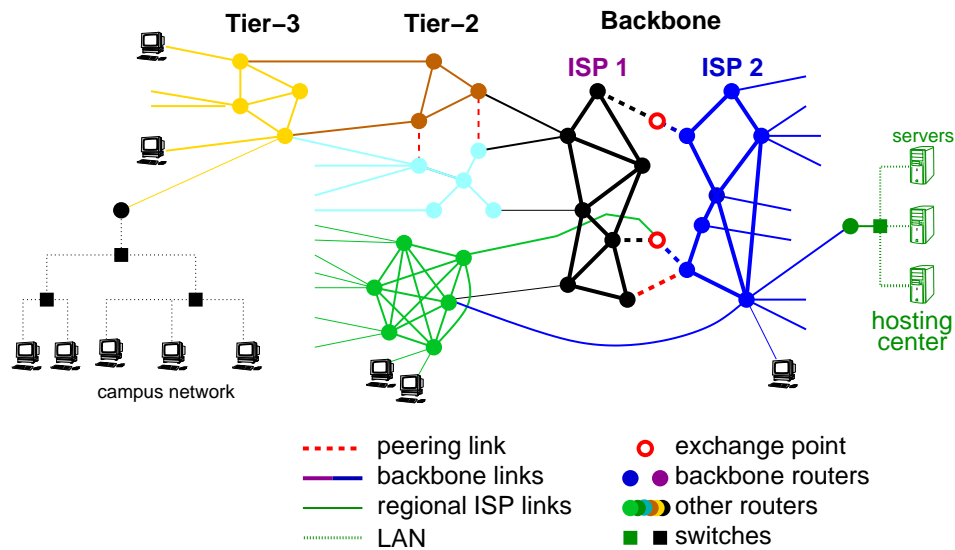 Tier–3
Tier–2
Backbone
ISP 1
ISP 2
servers
hosting
center
campus network
peering link
backbone links
regional ISP links
LAN
exchange point
backbone routers
other routers
switches